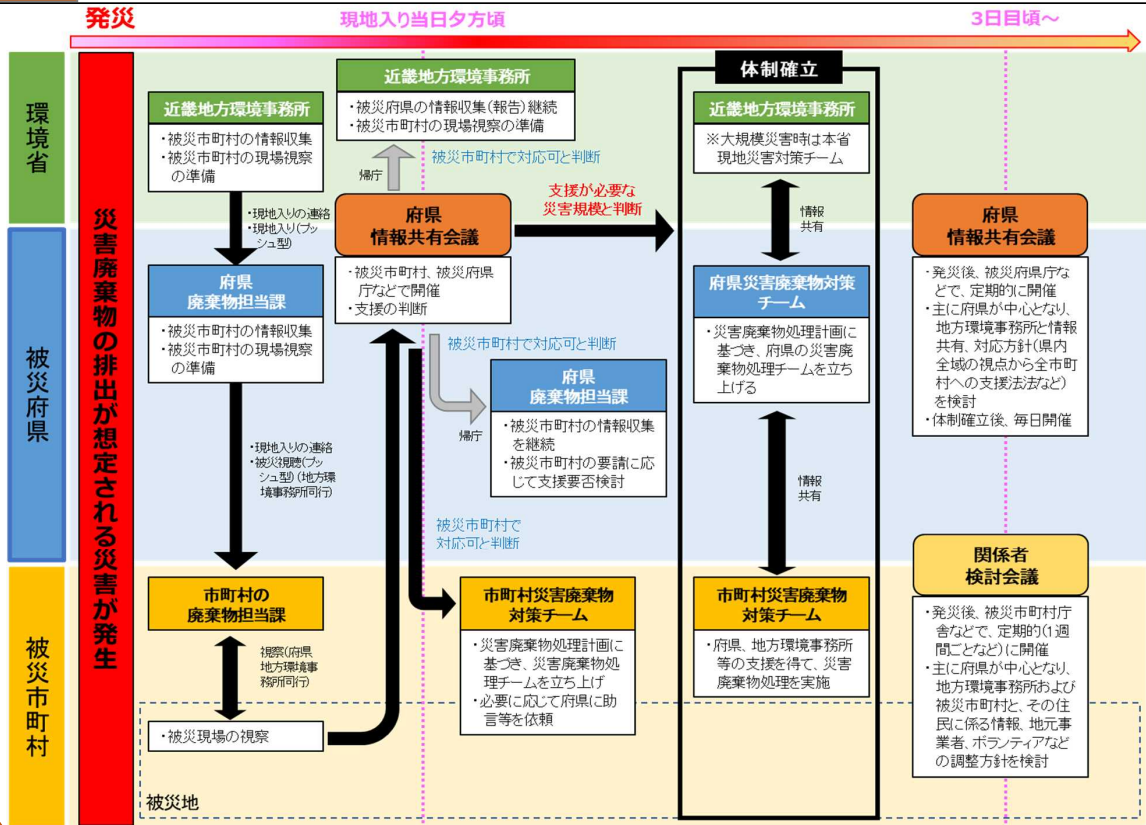 発災
現地入り当日夕方頃
3日目頃～
環境省
被災府県
被災市町村
災害廃棄物の排出が想定される災害が発生
近畿地方環境事務所
・被災市町村の情報収集
・被災市町村の現場視察
の準備
・現地入りの連絡
・現地入り(プッ
シュ型)
府県
廃棄物担当課
・被災市町村の情報収集
・被災市町村の現場視察
の準備
・現地入りの連絡
・被災視聴(プッ
シュ型)(地方環
境事務所同行)
市町村の
廃棄物担当課
視察(府県
地方環境事
務所同行)
・被災現場の視察
被災地
近畿地方環境事務所
・被災府県の情報収集(報告)継続
・被災市町村の現場視察の準備
帰庁
被災市町村で対応可と判断
府県
情報共有会議
・被災市町村、被災府県
庁などで開催
・支援の判断
支援が必要な
災害規模と判断
被災市町村で対応可と判断
帰庁
府県
廃棄物担当課
・被災市町村の情報収集
を継続
・被災市町村の要請に応
じて支援要否検討
被災市町村で
対応可と判断
市町村災害廃棄物
対策チーム
・災害廃棄物処理計画に
基づき、災害廃棄物処
理チームを立ち上げ
・必要に応じて府県に助
言等を依頼
体制確立
近畿地方環境事務所
※大規模災害時は本省
現地災害対策チーム
情報
共有
府県災害廃棄物対策
チーム
・災害廃棄物処理計画に
基づき、府県の災害廃
棄物処理チームを立ち
上げる
情報
共有
市町村災害廃棄物
対策チーム
・府県、地方環境事務所
等の支援を得て、災害
廃棄物処理を実施
府県
情報共有会議
・発災後、被災府県庁な
どで、定期的に開催
・主に府県が中心となり、
地方環境事務所と情報
共有、対応方針(県内
全域の視点から全市町
村への支援法法など)
を検討
・体制確立後、毎日開催
関係者
検討会議
・発災後、被災市町村庁
舎などで、定期的(1週
間ごとなど)に開催
・主に府県が中心となり、
地方環境事務所および
被災市町村と、その住
民に係る情報、地元事
業者、ボランティアなど
の調整方針を検討